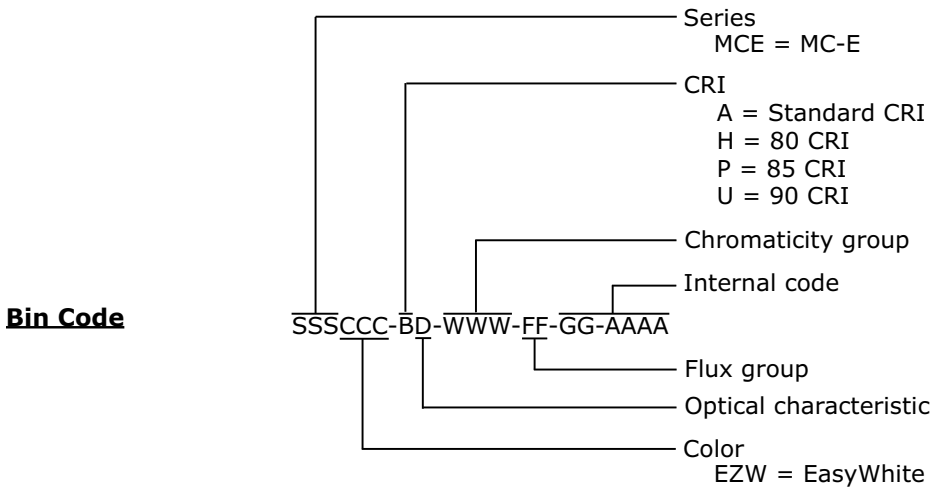 Series
MCE = MC-E
CRI
A = Standard CRI
H = 80 CRI
P = 85 CRI
U = 90 CRI
Chromaticity group
Internal code
Bin Code
SSSCCC-BD-WWW-FF-GG-AAAA
Flux group
Optical characteristic
Color
EZW = EasyWhite